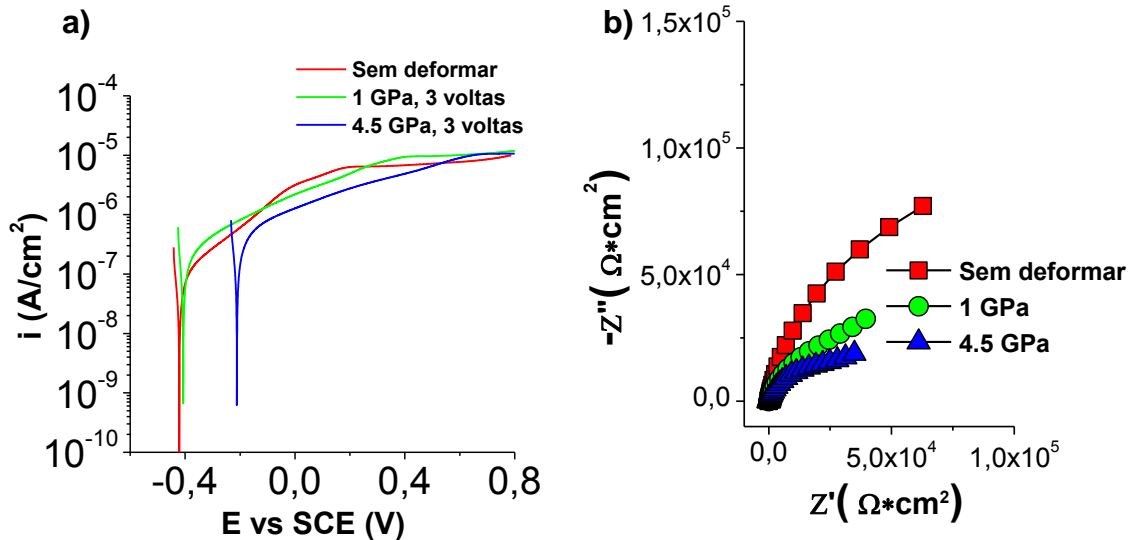 a)
Sem deformar
1 GPa, 3 voltas
4.5 GPa, 3 voltas
10⁻⁴
10⁻⁵
10⁻⁶
10⁻⁷
10⁻⁸
10⁻⁹
10⁻¹⁰
i (A/cm²)
-0,4 0,0 0,4 0,8
E vs SCE (V)
b)
1,5x10⁵
1,0x10⁵
5,0x10⁴
0,0
-Z''( Ω*cm²)
Sem deformar
1 GPa
4.5 GPa
0,0 5,0x10⁴ 1,0x10⁵
Z'( Ω*cm²)